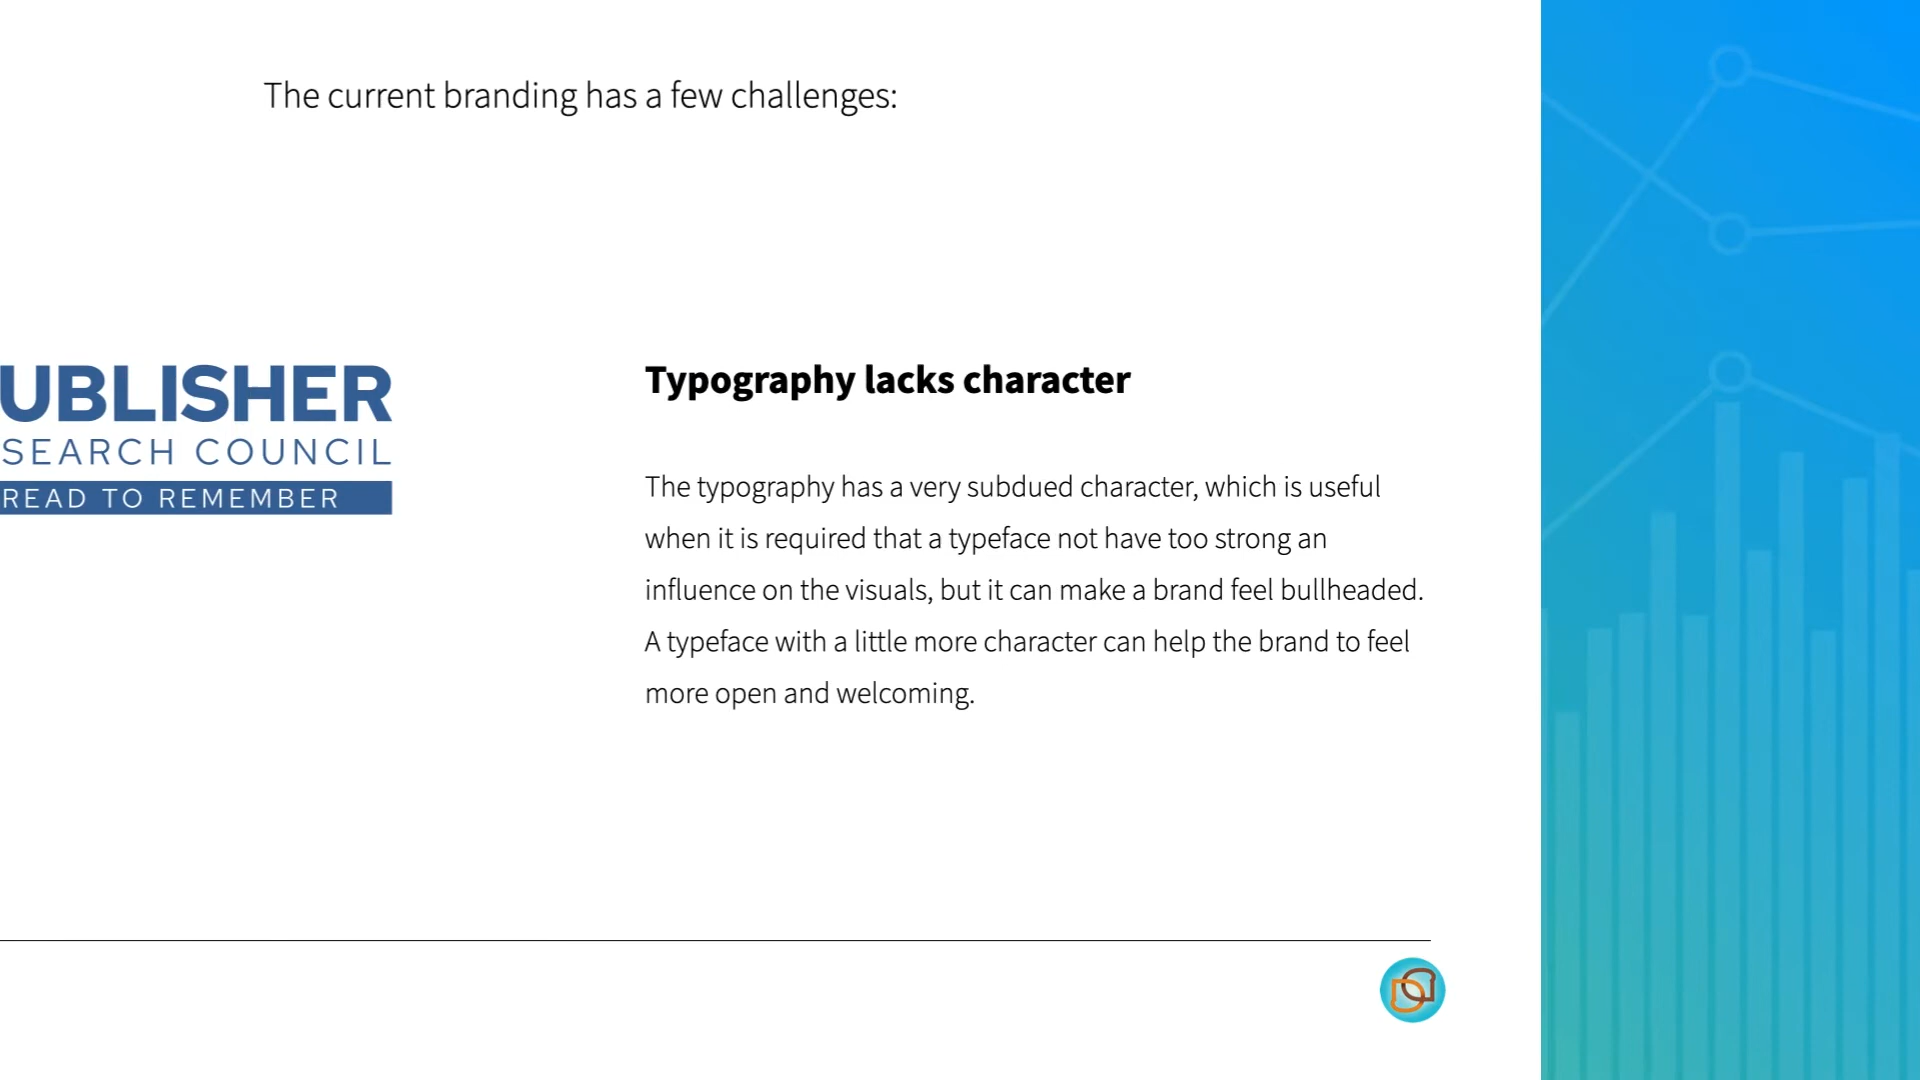 The current branding has a few challenges:
UBLISHER
SEARCH COUNCIL
READ TO REMEMBER
Typography lacks character
The typography has a very subdued character, which is useful
when it is required that a typeface not have too strong an
influence on the visuals, but it can make a brand feel bullheaded.
A typeface with a little more character can help the brand to feel
more open and welcoming.